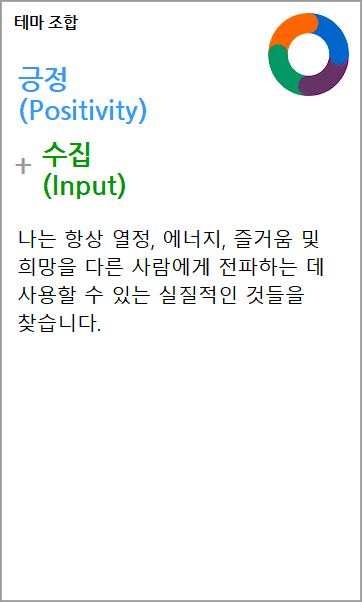 테마 조합
긍정
(Positivity)
+ 수집
(Input)
나는 항상 열정, 에너지, 즐거움 및
희망을 다른 사람에게 전파하는 데
사용할 수 있는 실질적인 것들을
찾습니다.